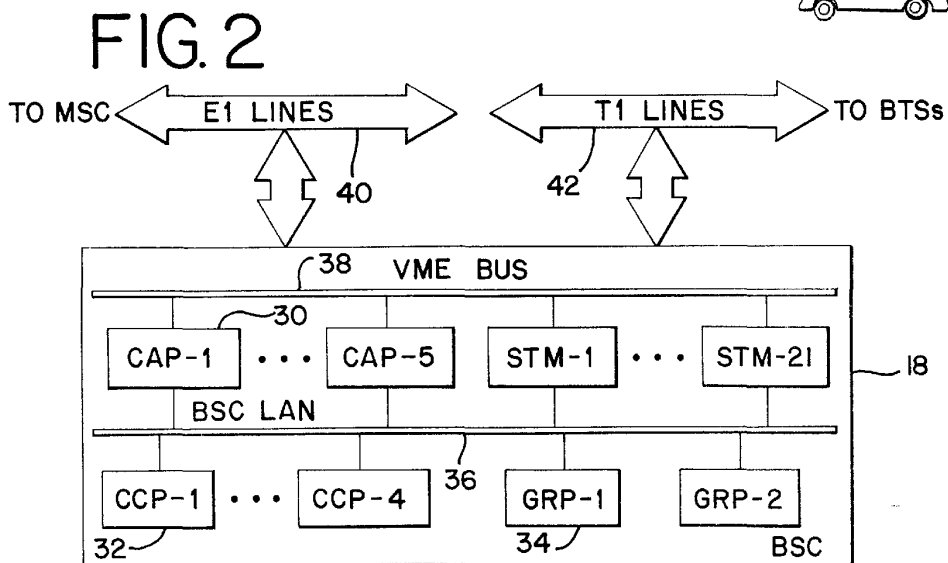 FIG. 2
TO MSC E1 LINES T1 LINES TO BTSs
40 42
38 VME BUS
30
CAP-1 • • • CAP-5 STM-1 • • • STM-21
18
BSC LAN
36
CCP-1 • • • CCP-4 GRP-1 GRP-2
32 34 BSC